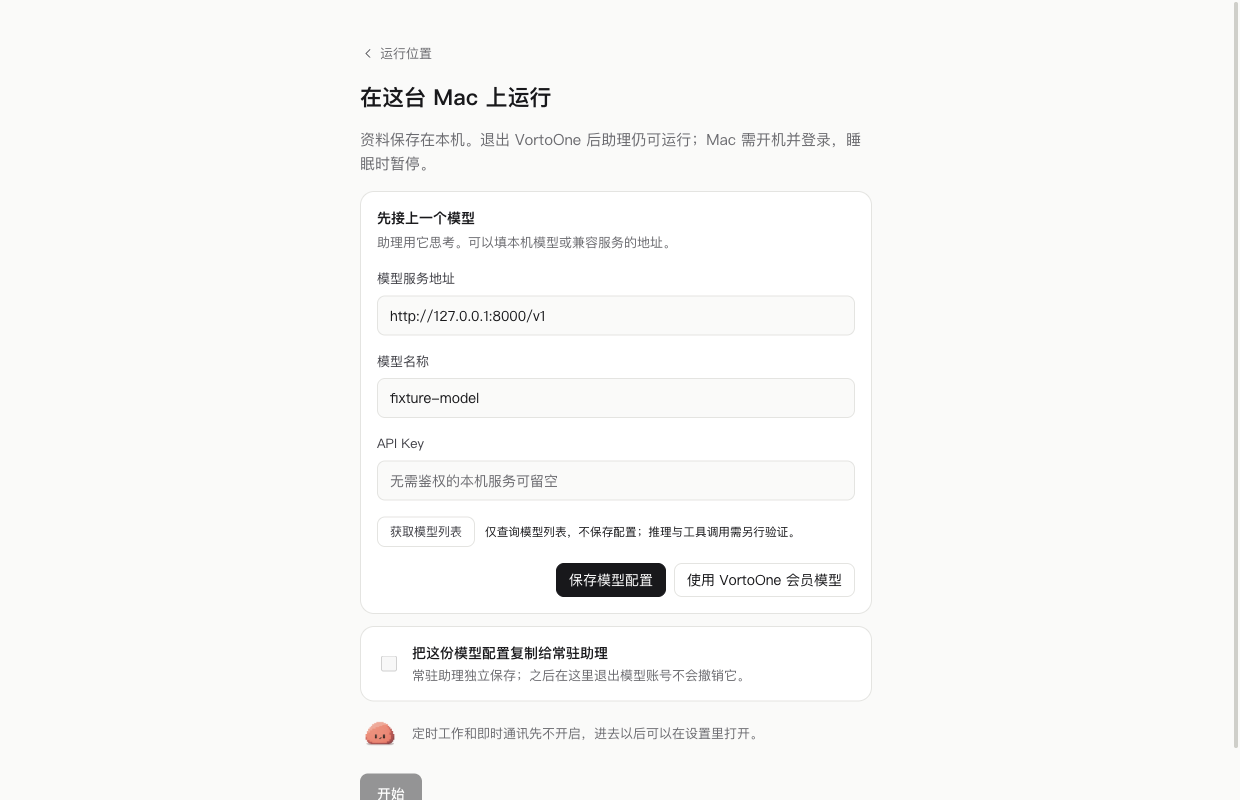 运行位置
在这台 Mac 上运行
资料保存在本机。退出 VortoOne 后助理仍可运行；Mac 需开机并登录，睡
眠时暂停。
先接上一个模型
助理用它思考。可以填本机模型或兼容服务的地址。
模型服务地址
http://127.0.0.1:8000/v1
模型名称
fixture-model
API Key
无需鉴权的本机服务可留空
获取模型列表 仅查询模型列表，不保存配置；推理与工具调用需另行验证。
保存模型配置 使用 VortoOne 会员模型
把这份模型配置复制给常驻助理
常驻助理独立保存；之后在这里退出模型账号不会撤销它。
定时工作和即时通讯先不开启，进去以后可以在设置里打开。
开始